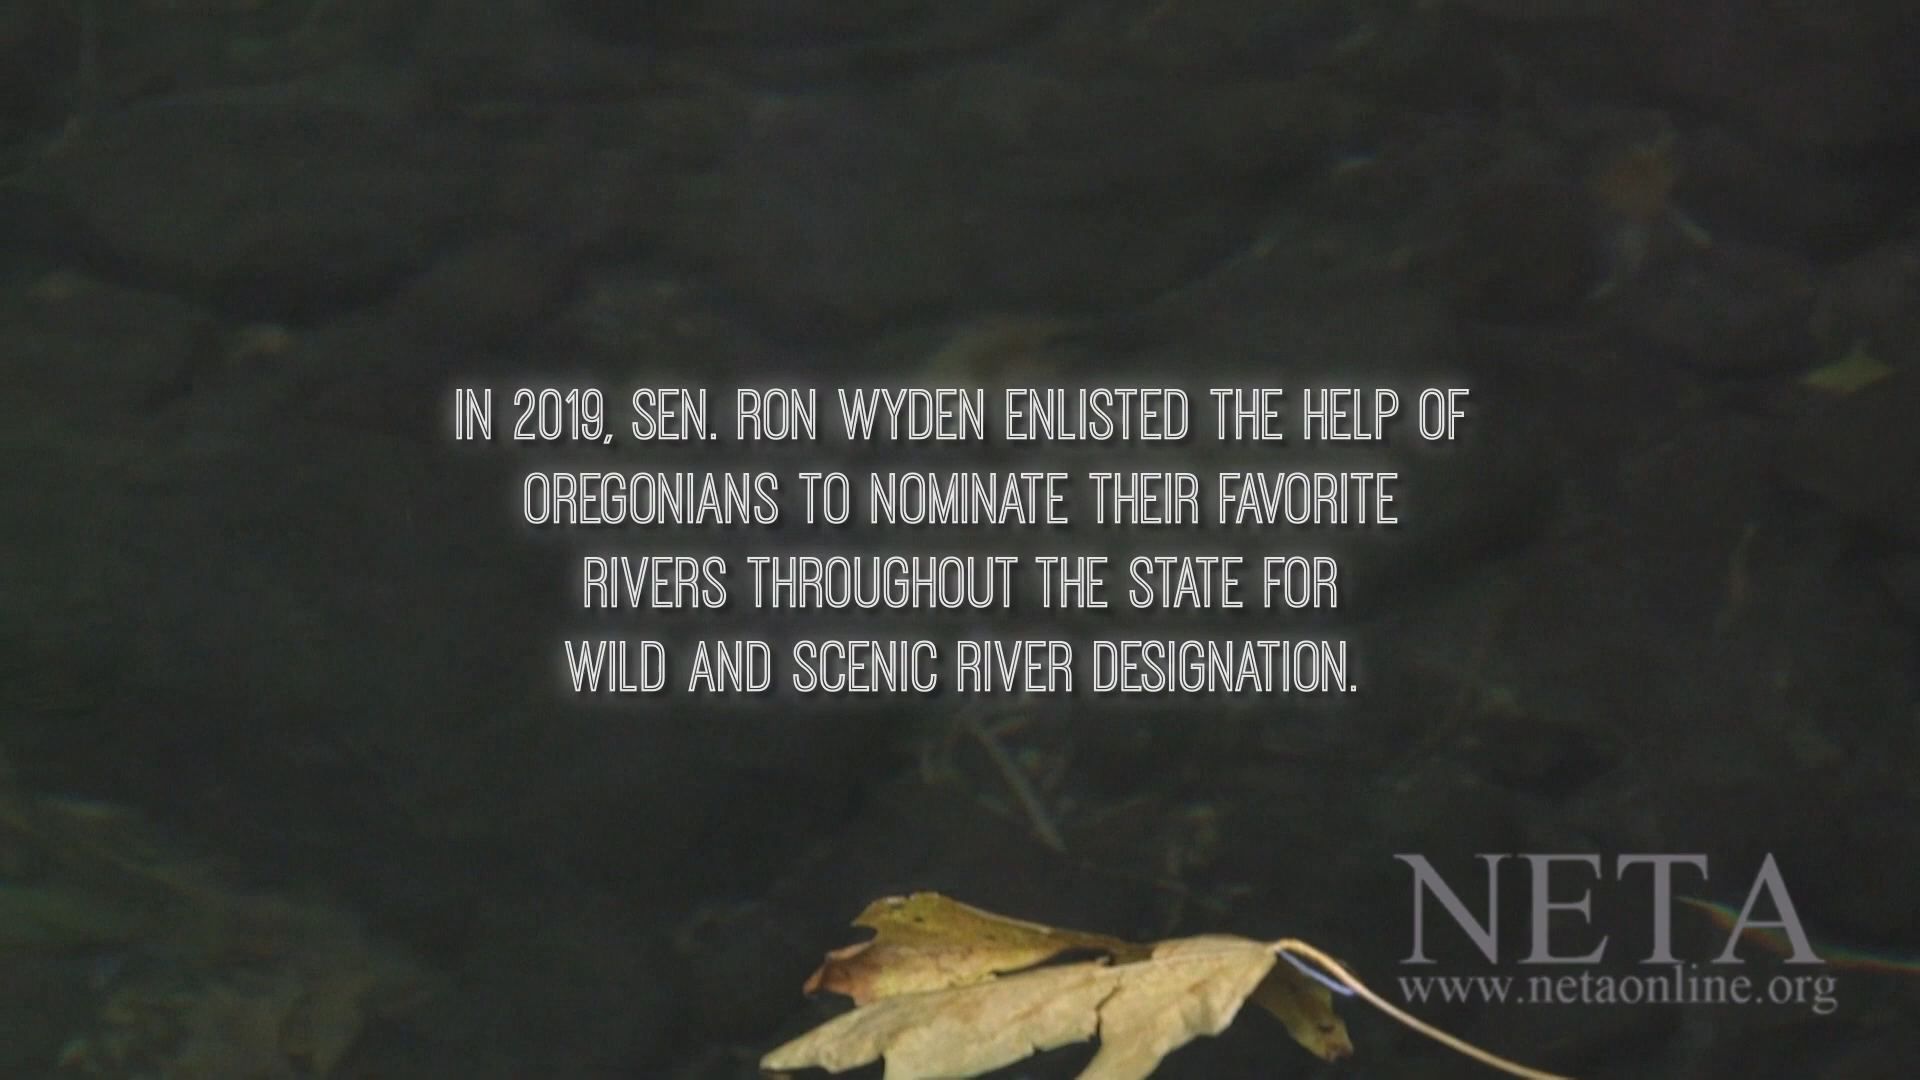 IN 2019, SEN. RON WYDEN ENLISTED THE HELP OF
OREGONIANS TO NOMINATE THEIR FAVORITE
RIVERS THROUGHOUT THE STATE FOR
WILD AND SCENIC RIVER DESIGNATION.
NETA
www.netaonline.org